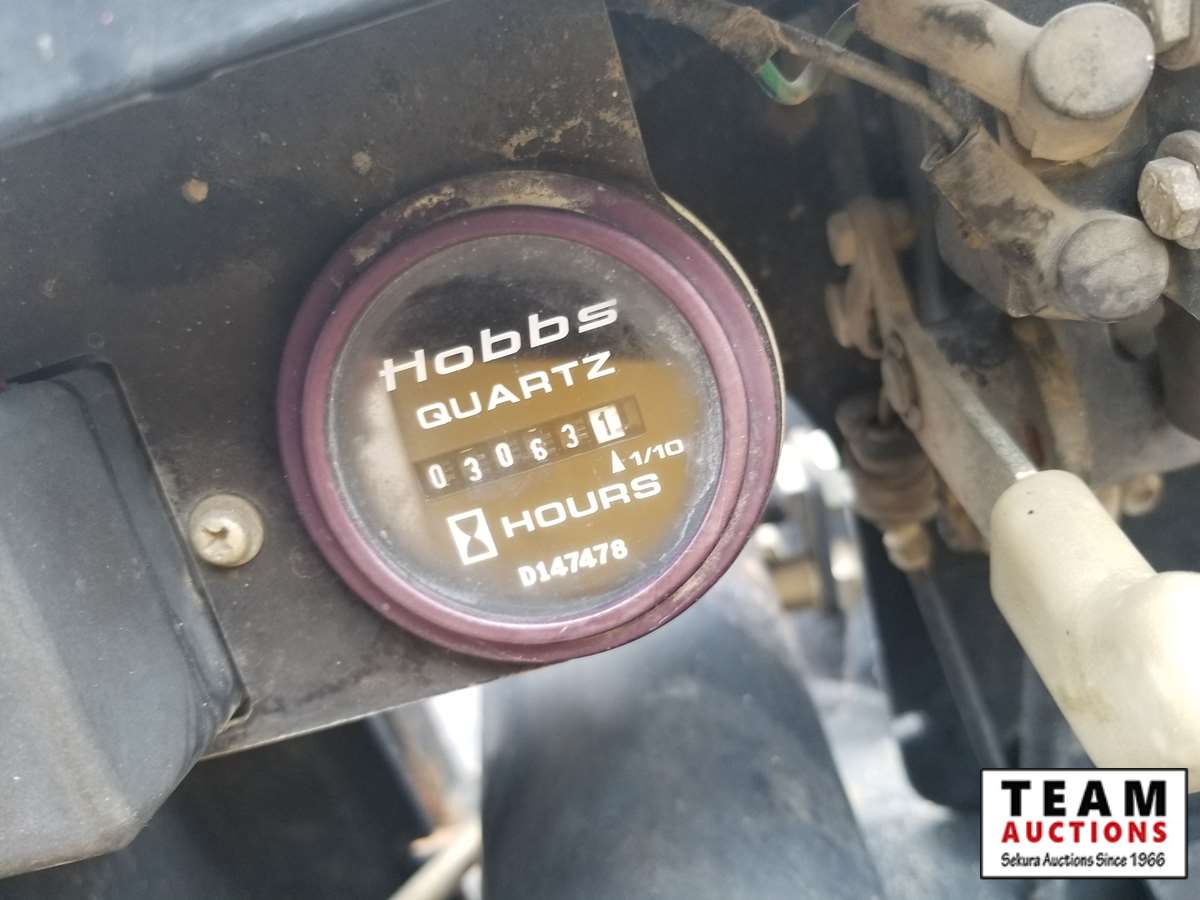 Hobbs
QUARTZ
030631
1/10
HOURS
D147478
TEAM
AUCTIONS
Sekura Auctions Since 1966